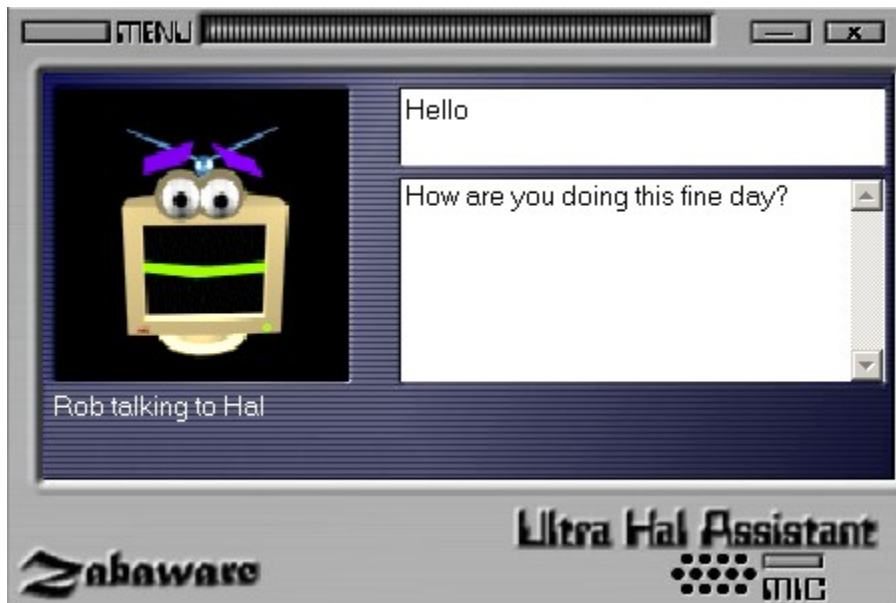 MENU
Hello
How are you doing this fine day?
Rob talking to Hal
Ultra Hal Assistant
Zabaware
MIC